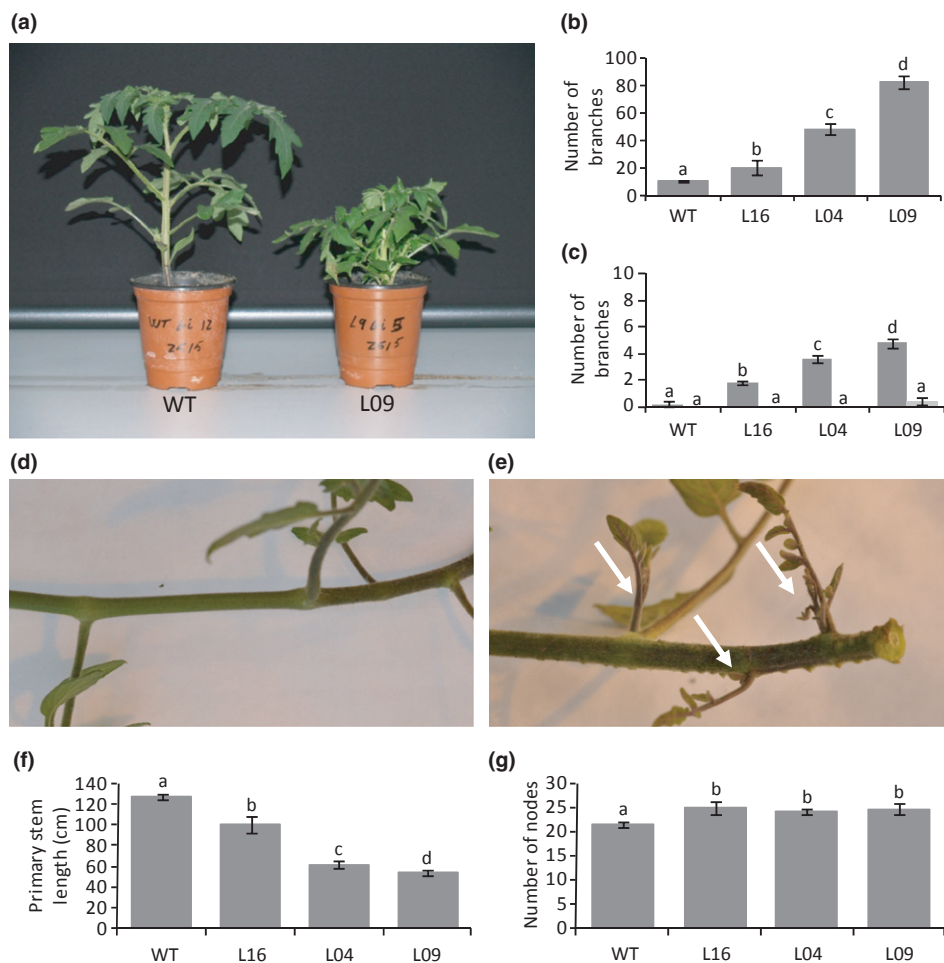 (a)
WT
L09
(b)
Number of
branches
100
80
60
40
20
0
a
b
c
d
WT L16 L04 L09
(c)
Number of
branches
10
8
6
4
2
0
a a
b a
c a
d a
WT L16 L04 L09
(d)
(e)
(f)
Primary stem
length (cm)
140
120
100
80
60
40
20
0
a
b
c
d
WT L16 L04 L09
(g)
Number of nodes
30
25
20
15
10
5
0
a
b
b
b
WT L16 L04 L09